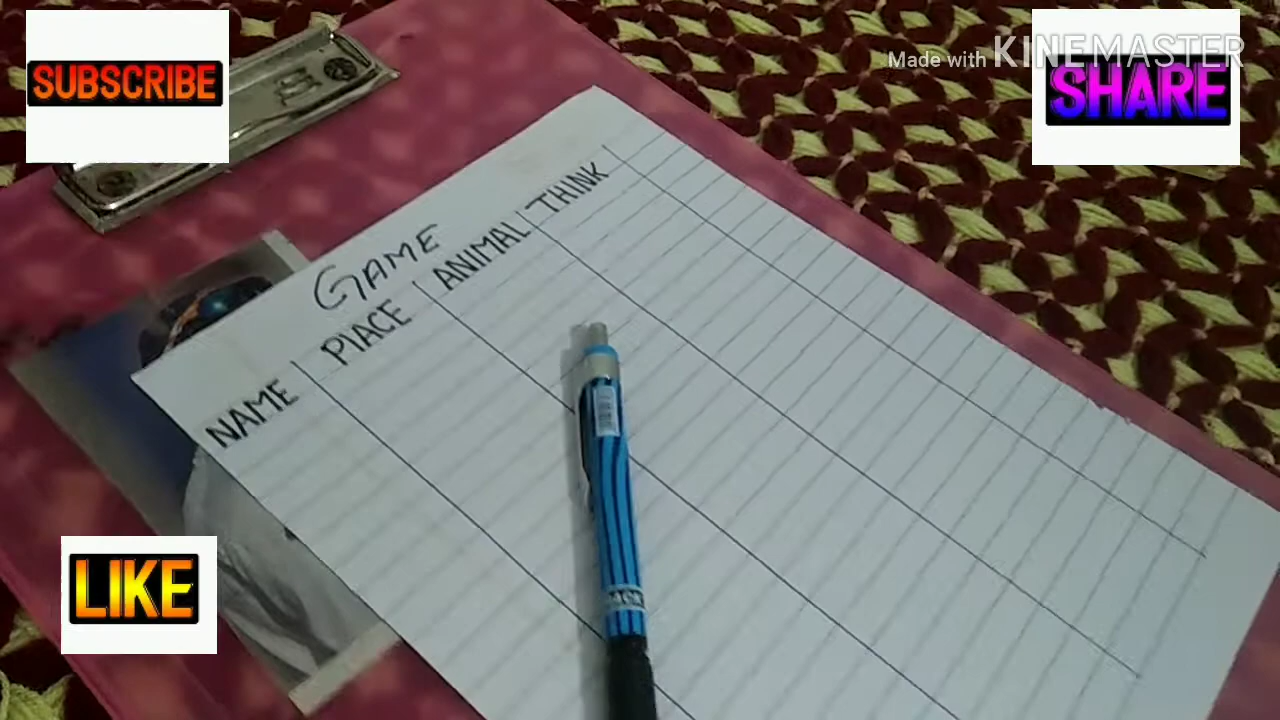 SUBSCRIBE
Made with KINEMASTER
SHARE
GAME
NAME PlACE ANIMAL THINK
LIKE